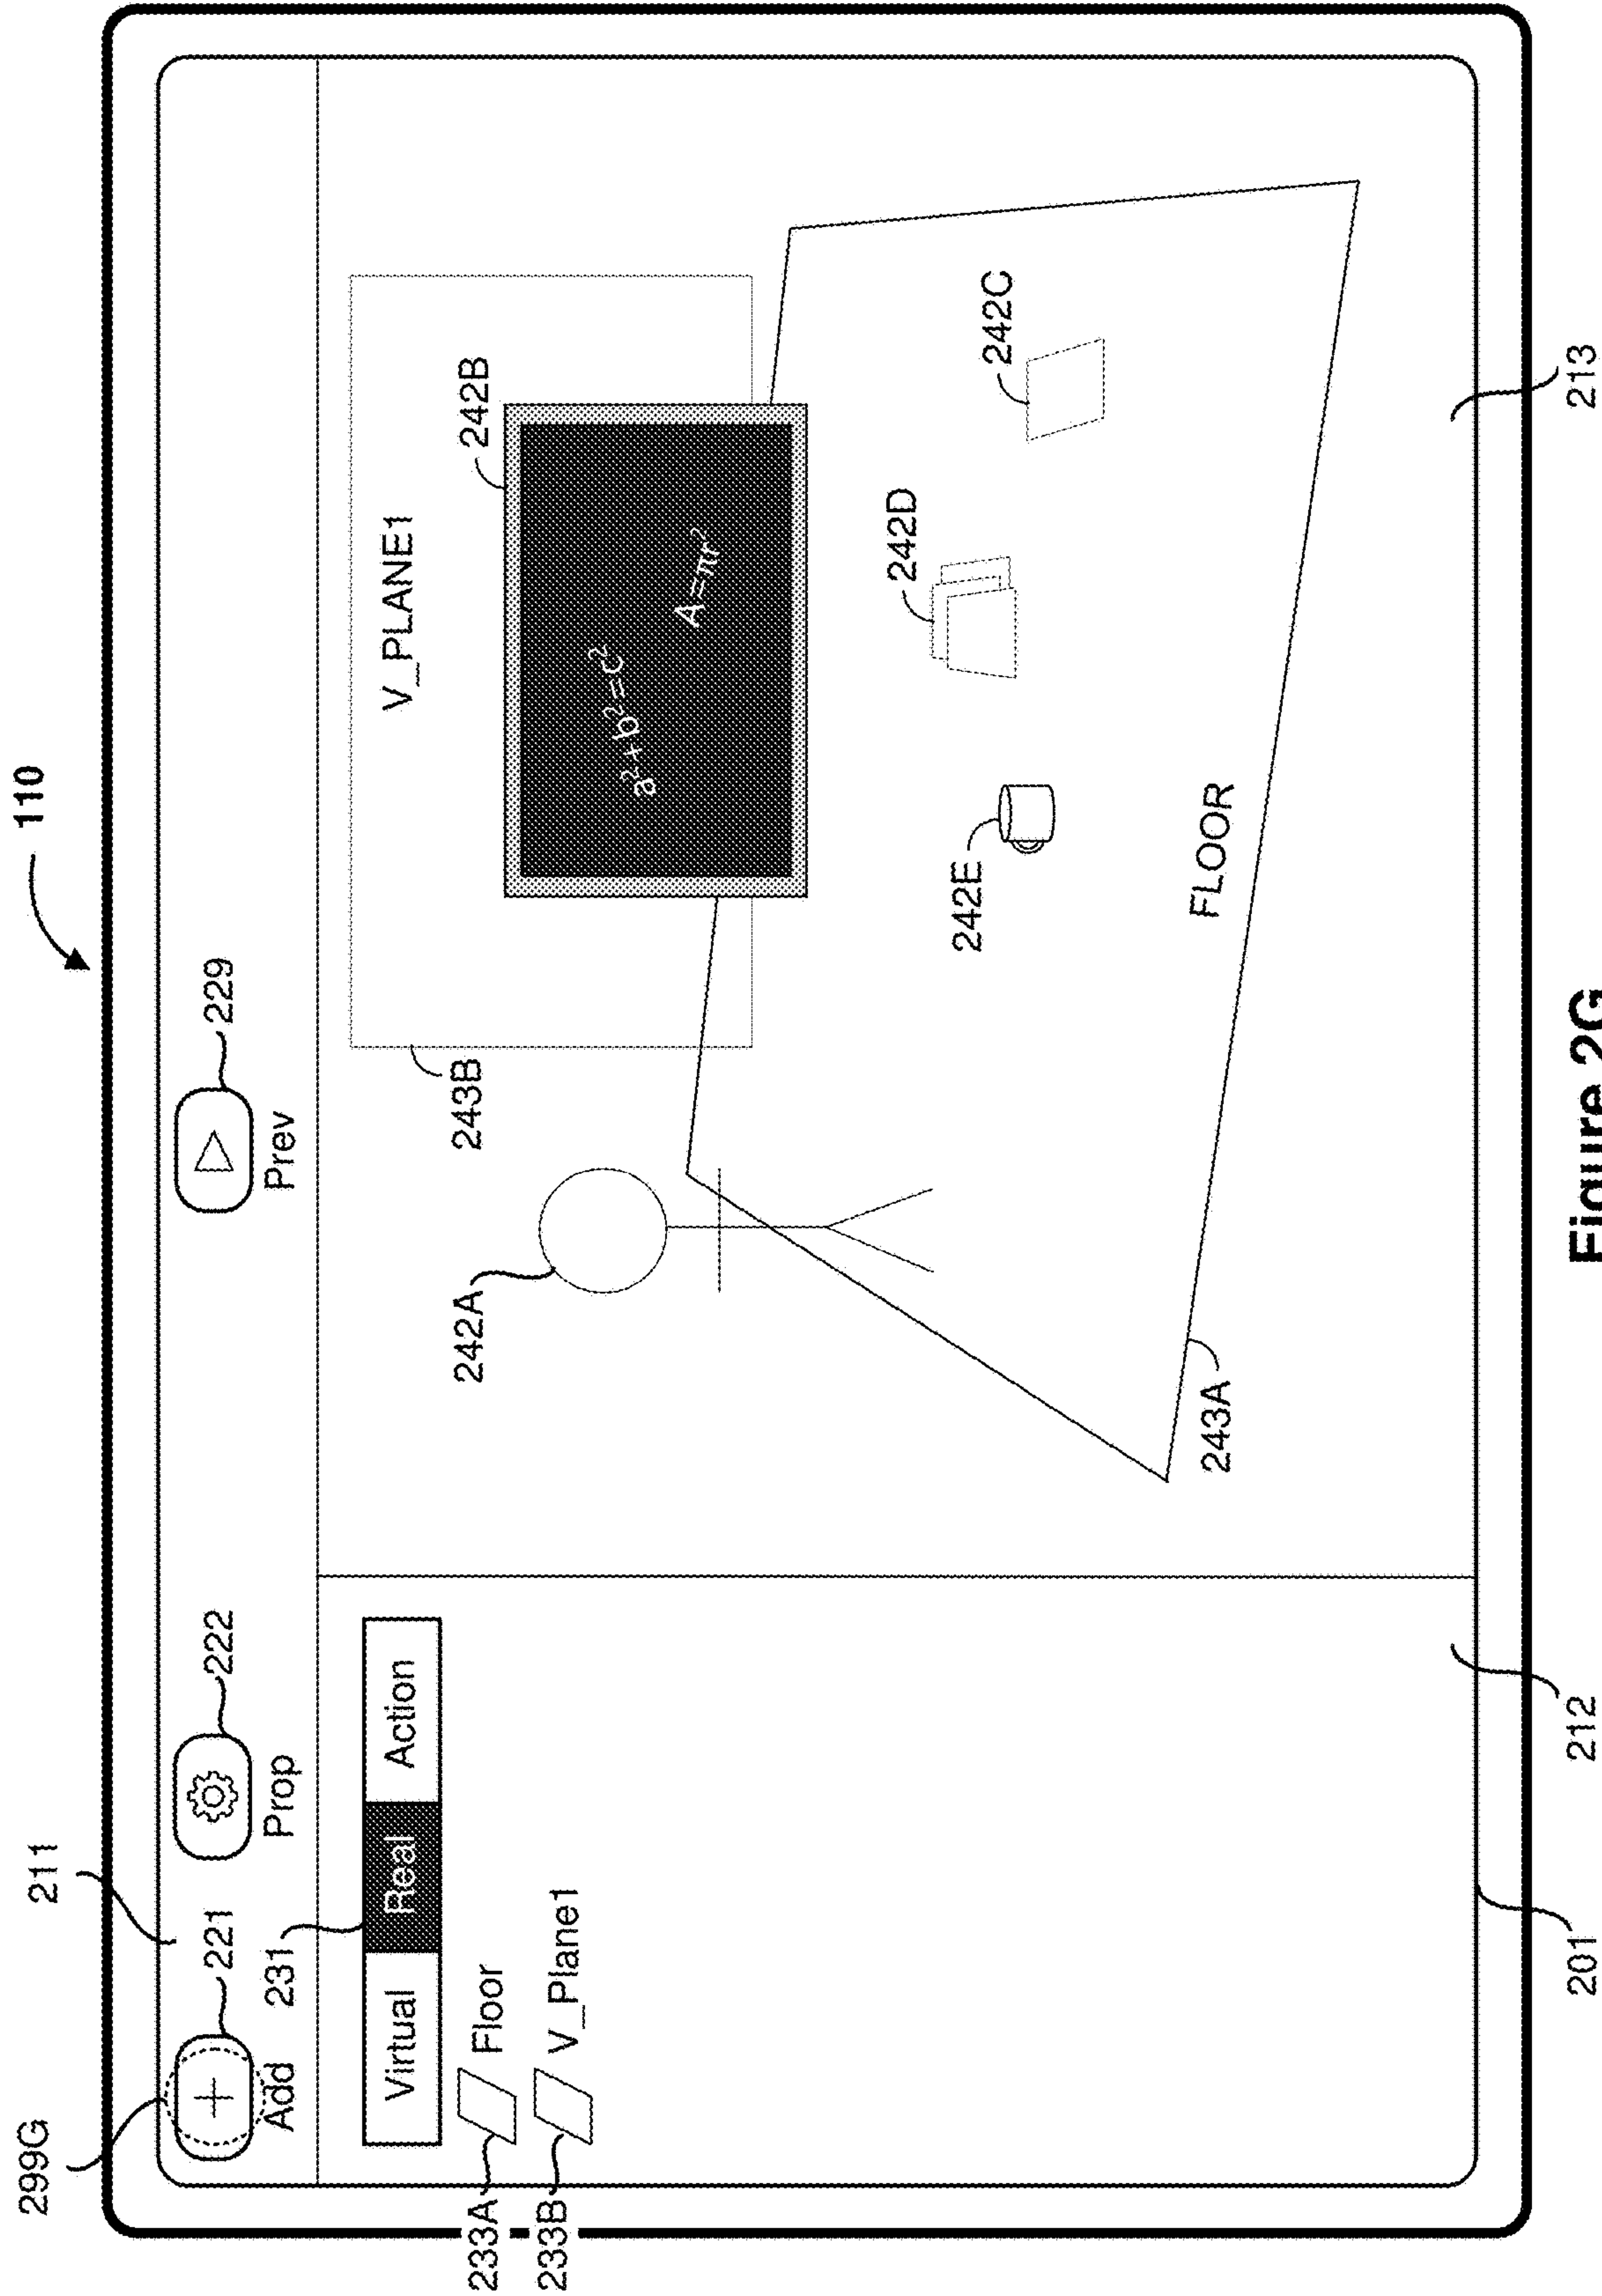 110
299G
211
221
222
229
Add
Prop
Prev
231
Virtual Real Action
233A
Floor
233B
V_Plane1
V_PLANE1
242B
243B
242A
a²+b²=c²
A=πr²
242D
242C
242E
FLOOR
243A
201
212
213
Figure 2G